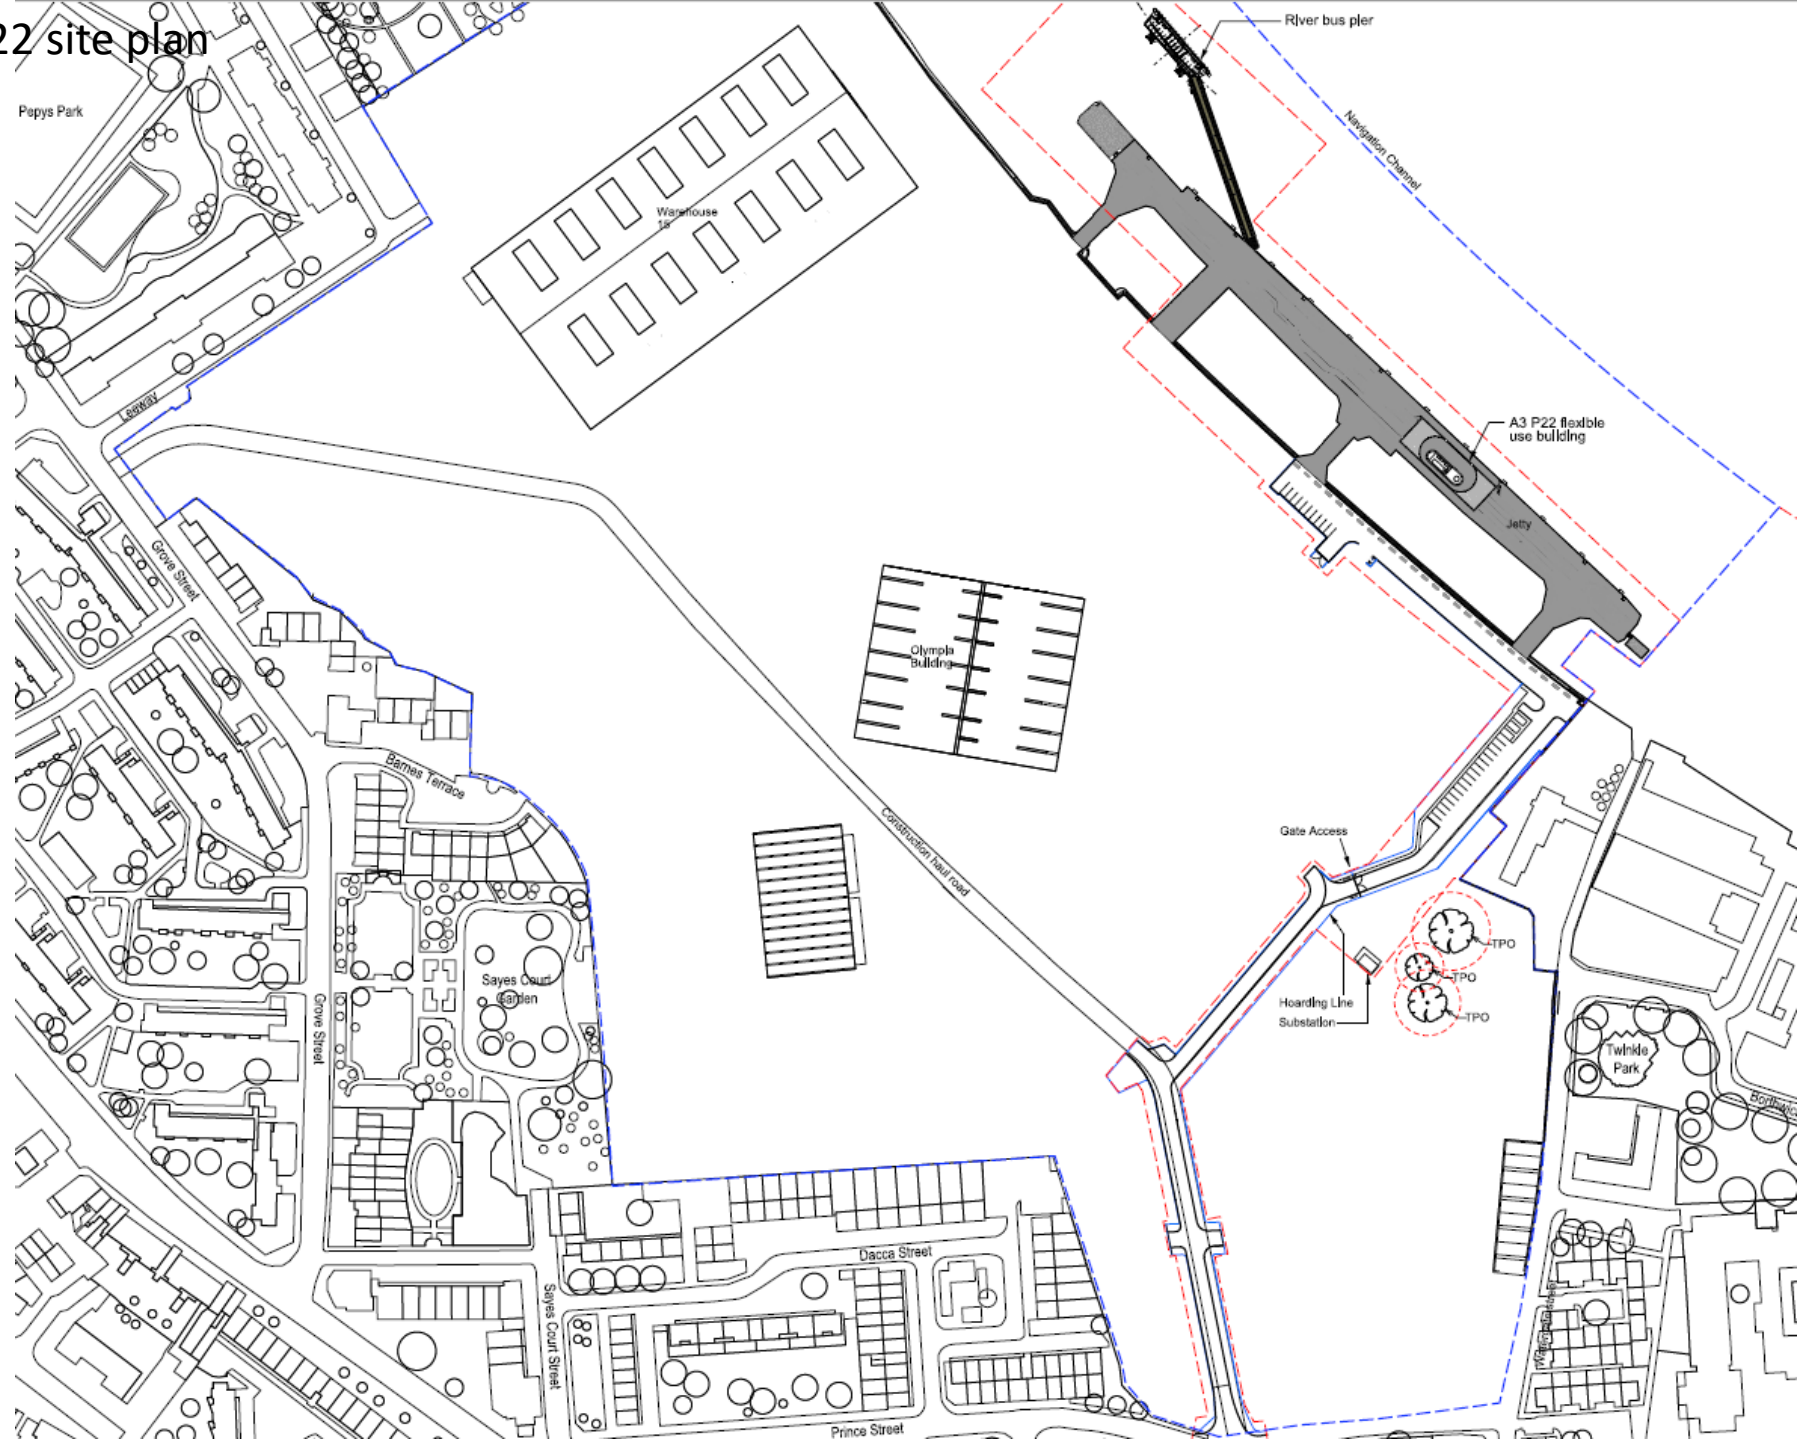 22 site plan
River bus pier
Pepys Park
Navigation Channel
Warehouse
15
Leeway
A3 P22 flexible
use building
Jetty
Grove Street
Olympia
Building
Barnes Terrace
Construction haul road
Gate Access
TPO
TPO
TPO
Sayes Court
Garden
Hoarding Line
Substation
Grove Street
Twinkle
Park
Dacca Street
Sayes Court Street
Prince Street